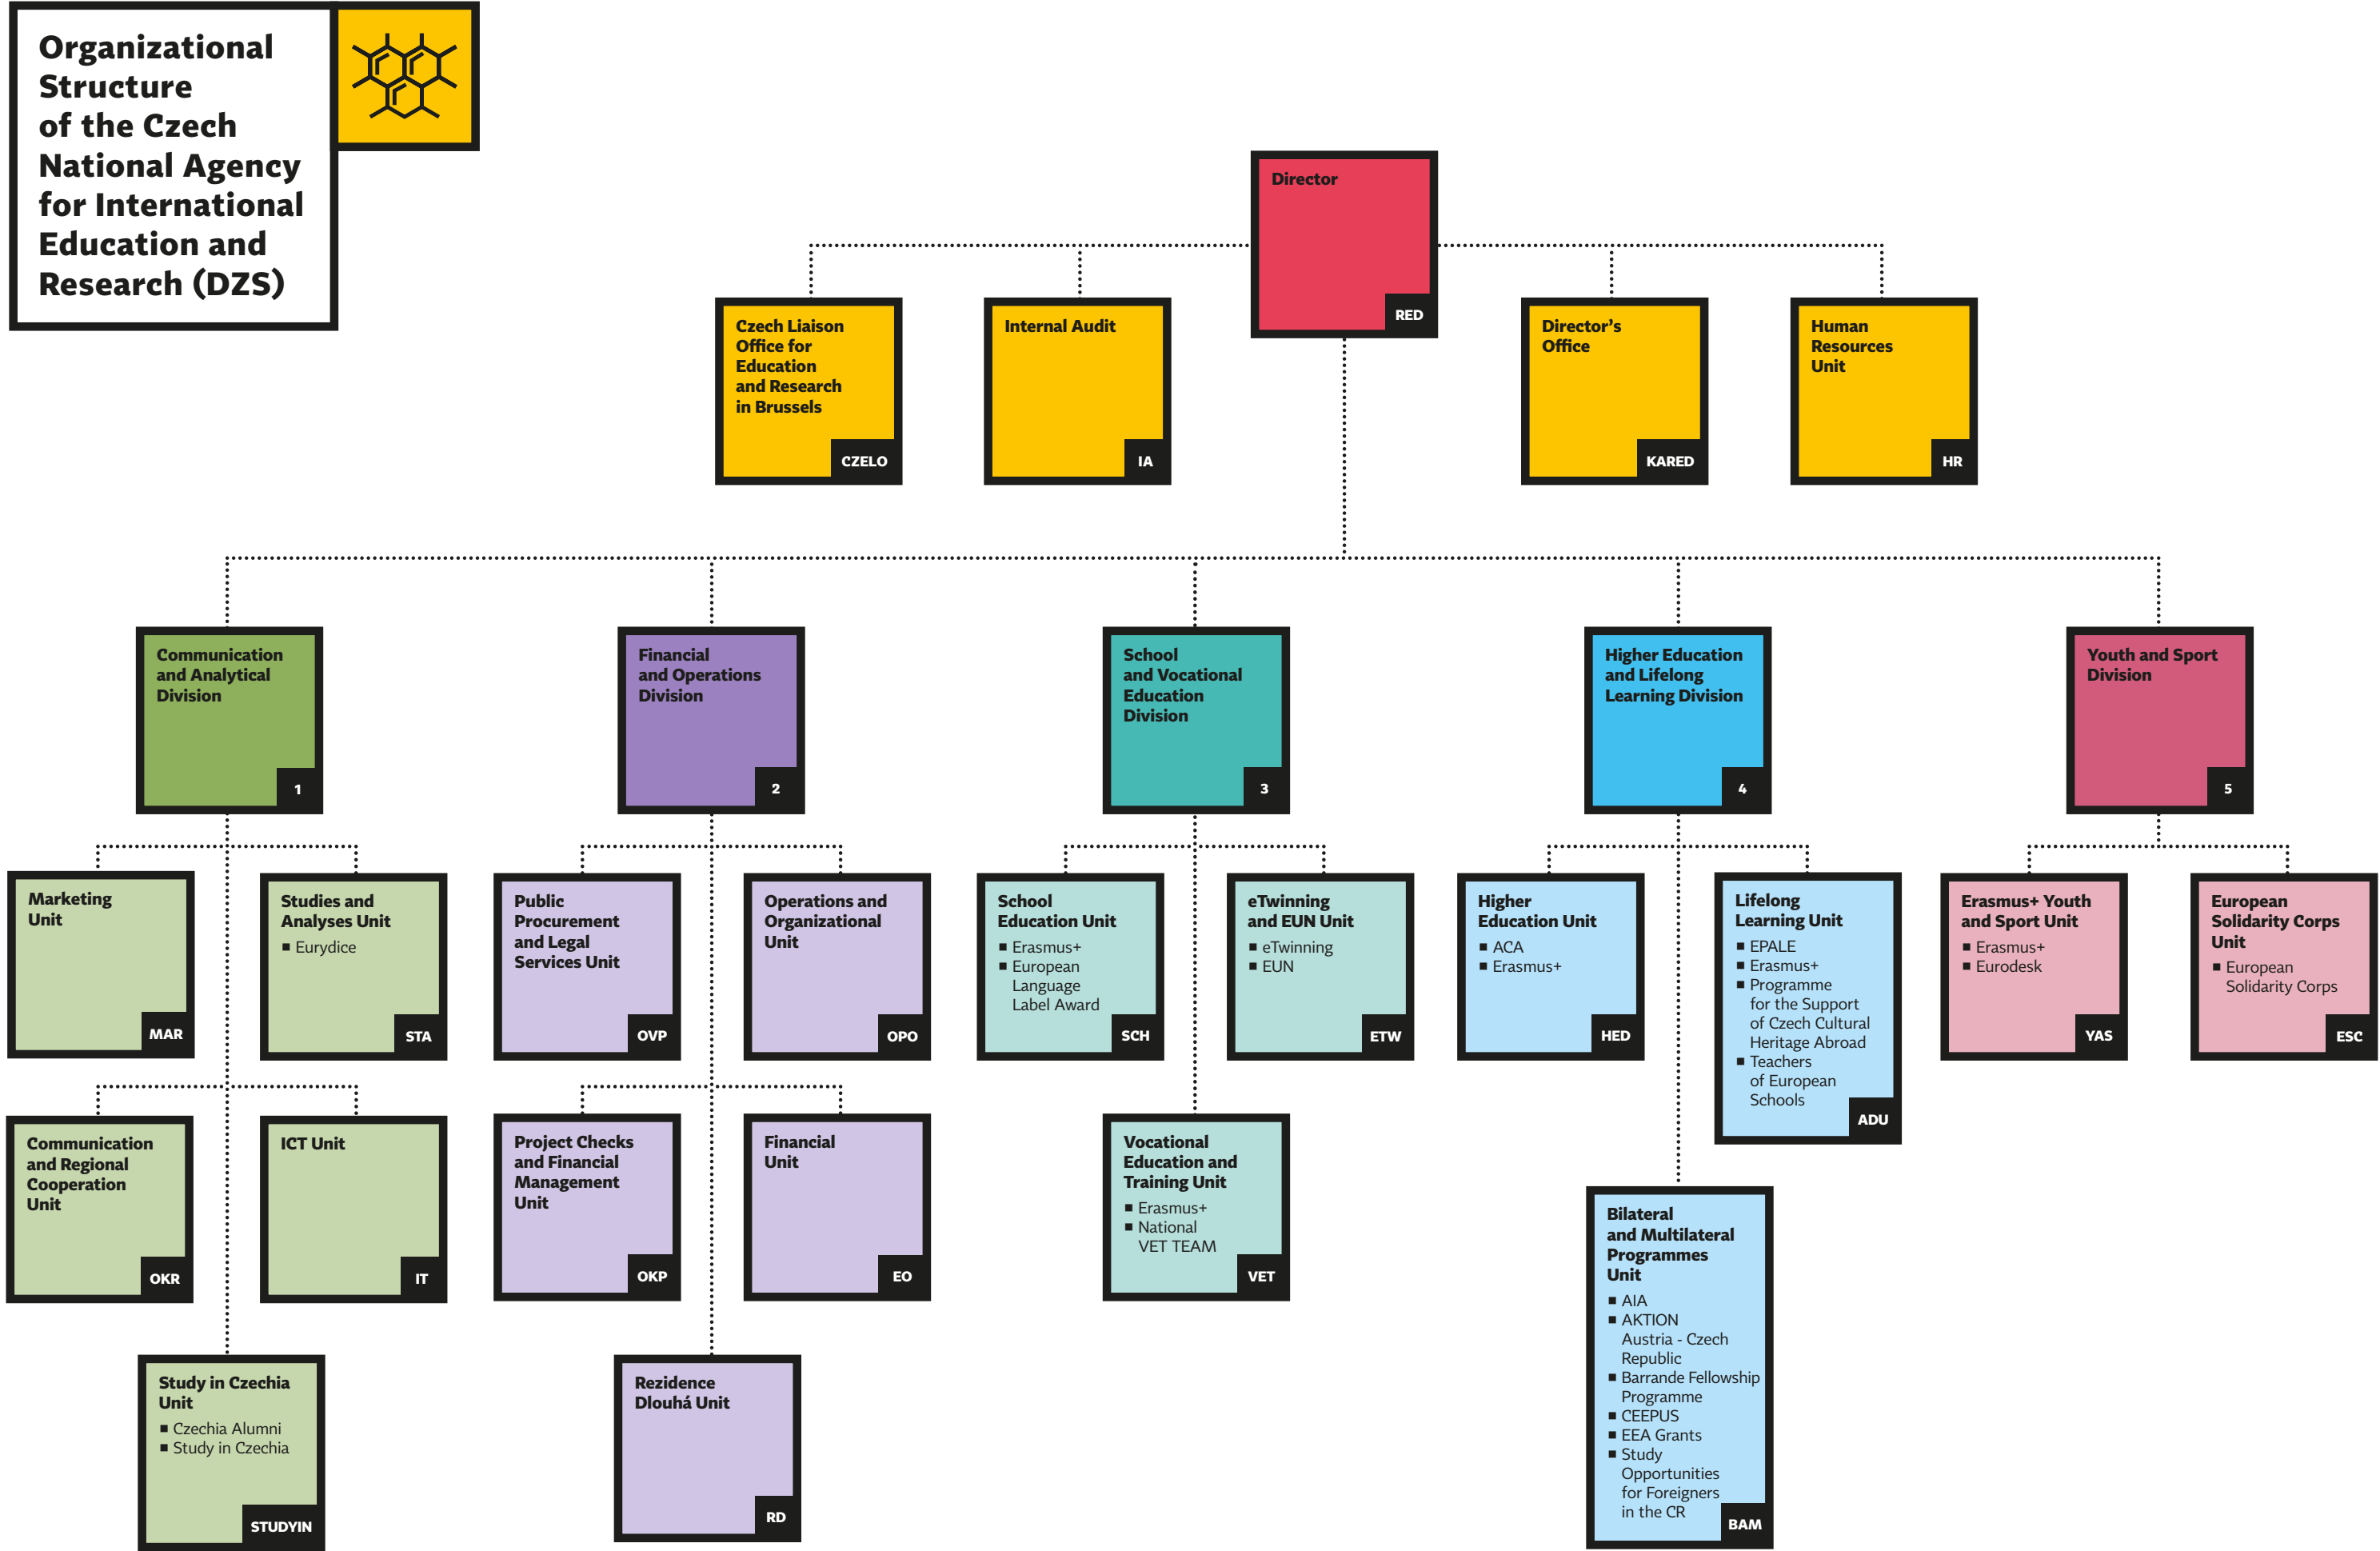 Organizational
Structure
of the Czech
National Agency
for International
Education and
Research (DZS)
Director
RED
Czech Liaison
Office for
Education
and Research
in Brussels
CZELO
Internal Audit
IA
Director’s
Office
KARED
Human
Resources
Unit
HR
Communication
and Analytical
Division
1
Financial
and Operations
Division
2
School
and Vocational
Education
Division
3
Higher Education
and Lifelong
Learning Division
4
Youth and Sport
Division
5
Marketing
Unit
MAR
Studies and
Analyses Unit
■ Eurydice
STA
Public
Procurement
and Legal
Services Unit
OVP
Operations and
Organizational
Unit
OPO
School
Education Unit
■ Erasmus+
■ European
Language
Label Award
SCH
eTwinning
and EUN Unit
■ eTwinning
■ EUN
ETW
Higher
Education Unit
■ ACA
■ Erasmus+
HED
Lifelong
Learning Unit
■ EPALE
■ Erasmus+
■ Programme
for the Support
of Czech Cultural
Heritage Abroad
■ Teachers
of European
Schools
ADU
Erasmus+ Youth
and Sport Unit
■ Erasmus+
■ Eurodesk
YAS
European
Solidarity Corps
Unit
■ European
Solidarity Corps
ESC
Communication
and Regional
Cooperation
Unit
OKR
ICT Unit
IT
Project Checks
and Financial
Management
Unit
OKP
Financial
Unit
EO
Vocational
Education and
Training Unit
■ Erasmus+
■ National
VET TEAM
VET
Bilateral
and Multilateral
Programmes
Unit
■ AIA
■ AKTION
Austria - Czech
Republic
■ Barrande Fellowship
Programme
■ CEEPUS
■ EEA Grants
■ Study
Opportunities
for Foreigners
in the CR
BAM
Study in Czechia
Unit
■ Czechia Alumni
■ Study in Czechia
STUDYIN
Rezidence
Dlouhá Unit
RD